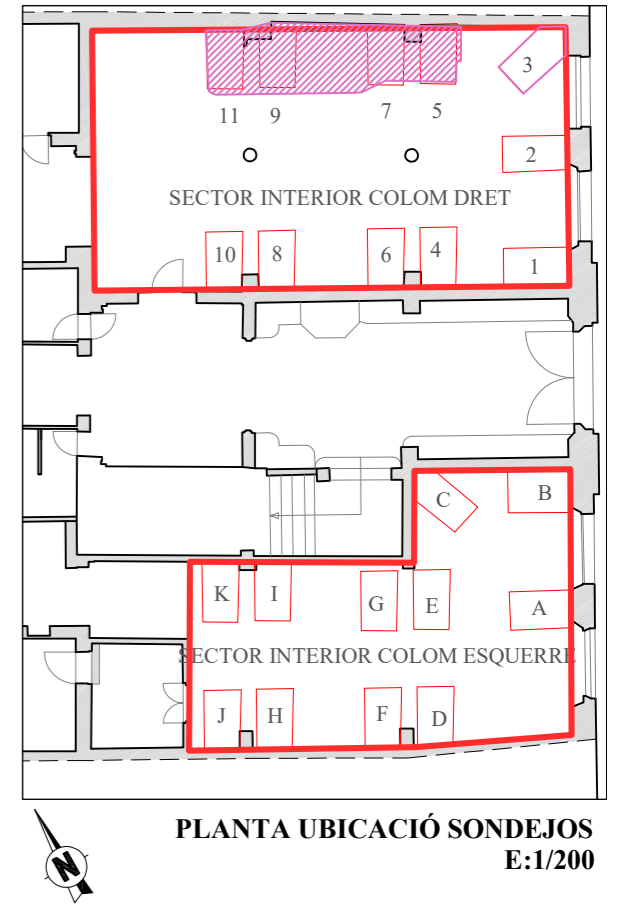 3
11 9 7 5
2
SECTOR INTERIOR COLOM DRET
10 8 6 4
1
C B
K I G E A
SECTOR INTERIOR COLOM ESQUERRE
J H F D
N
PLANTA UBICACIÓ SONDEJOS
E:1/200